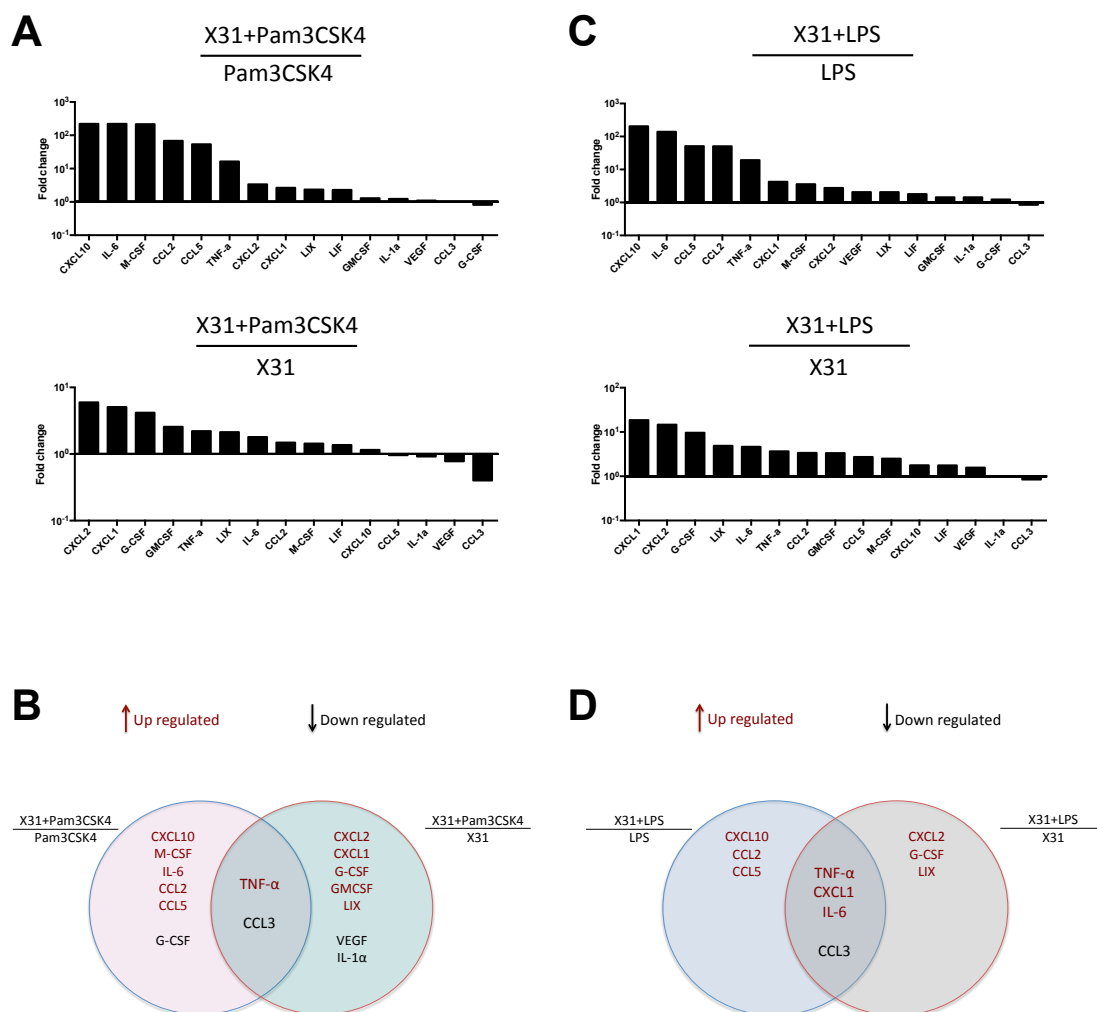 A
X31+Pam3CSK4
Pam3CSK4
Fold change
10³
10²
10¹
10⁰
10⁻¹
CXCL10 IL-6 M-CSF CCL2 CCL5 TNF-a CXCL2 CXCL1 LIX LIF GMCSF IL-1a VEGF CCL3 G-CSF
X31+Pam3CSK4
X31
Fold change
10¹
10⁰
10⁻¹
CXCL2 CXCL1 G-CSF GMCSF TNF-a LIX IL-6 CCL2 M-CSF LIF CXCL10 CCL5 IL-1a VEGF CCL3
C
X31+LPS
LPS
Fold change
10³
10²
10¹
10⁰
10⁻¹
CXCL10 IL-6 CCL5 CCL2 TNF-a CXCL1 M-CSF CXCL2 VEGF LIX LIF GMCSF IL-1a G-CSF CCL3
X31+LPS
X31
Fold change
10²
10¹
10⁰
10⁻¹
CXCL1 CXCL2 G-CSF LIX IL-6 TNF-a CCL2 GMCSF CCL5 M-CSF CXCL10 LIF VEGF IL-1a CCL3
B
Up regulated
Down regulated
X31+Pam3CSK4
Pam3CSK4
CXCL10
M-CSF
IL-6
CCL2
CCL5
G-CSF
TNF-α
CCL3
CXCL2
CXCL1
G-CSF
GMCSF
LIX
VEGF
IL-1α
X31+Pam3CSK4
X31
D
Up regulated
Down regulated
X31+LPS
LPS
CXCL10
CCL2
CCL5
TNF-α
CXCL1
IL-6
CCL3
CXCL2
G-CSF
LIX
X31+LPS
X31